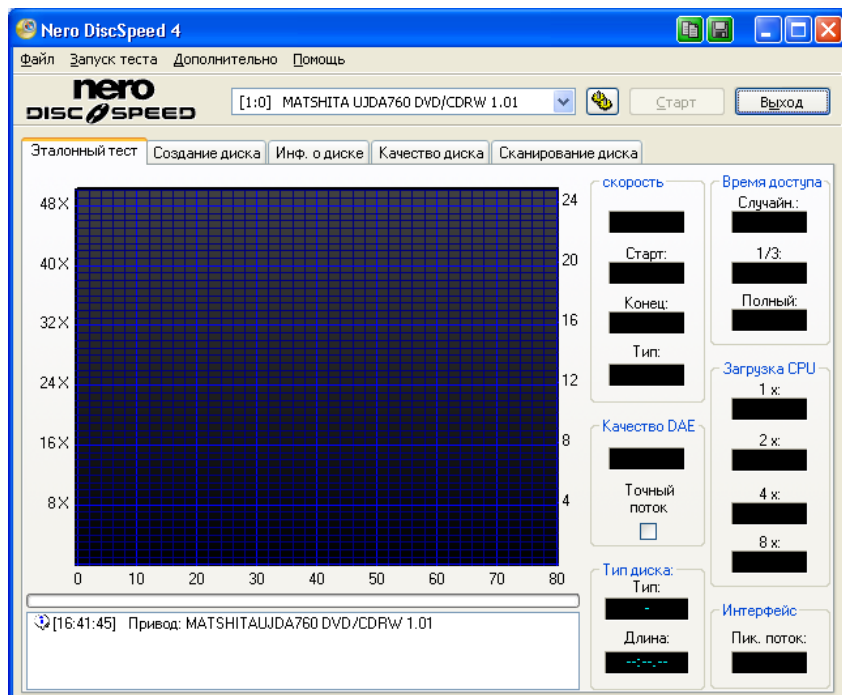 Nero DiscSpeed 4
Файл Запуск теста Дополнительно Помощь
nero
DISC SPEED
[1:0] MATSHITA UJDA760 DVD/CDRW 1.01
Старт
Выход
Эталонный тест
Создание диска
Инф. о диске
Качество диска
Сканирование диска
48X
40X
32X
24X
16X
8X
24
20
16
12
8
4
0 10 20 30 40 50 60 70 80
скорость
Старт:
Конец:
Тип:
Качество DAE
Точный
поток
Тип диска:
Тип:
-
Длина:
--:--.--
Время доступа
Случайн.:
1/3:
Полный:
Загрузка CPU
1 x:
2 x:
4 x:
8 x:
Интерфейс
Пик. поток:
[16:41:45] Привод: MATSHITAUJDA760 DVD/CDRW 1.01